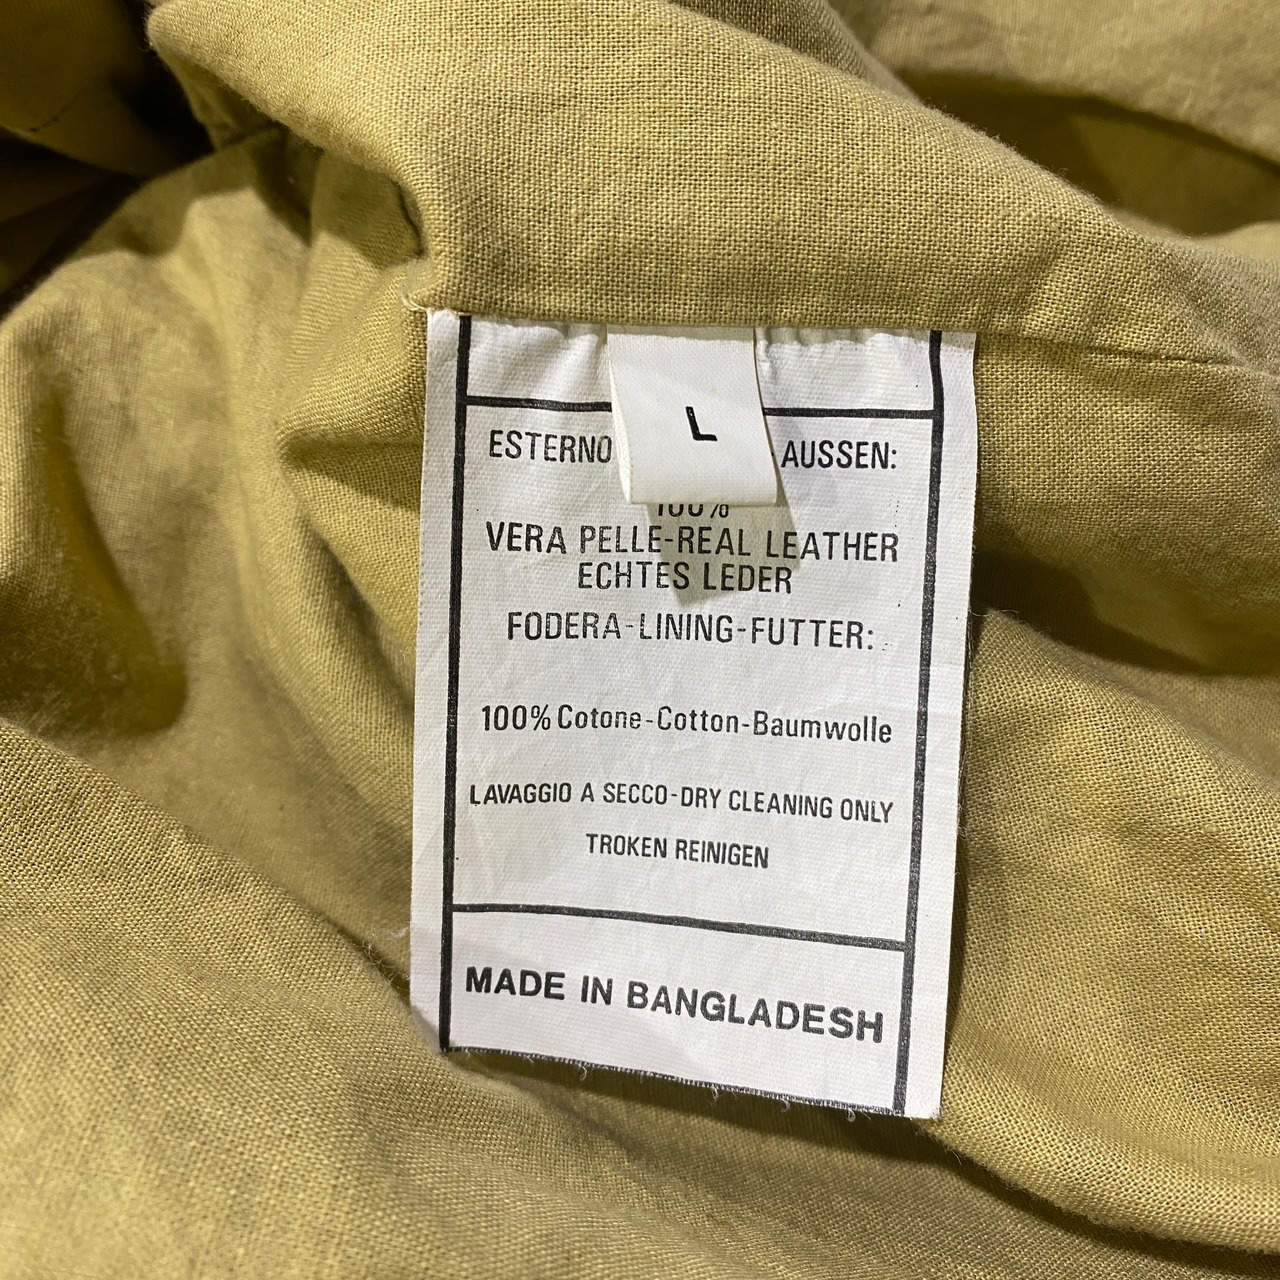 L
ESTERNO AUSSEN:
100%
VERA PELLE-REAL LEATHER
ECHTES LEDER
FODERA-LINING-FUTTER:
100% Cotone-Cotton-Baumwolle
LAVAGGIO A SECCO-DRY CLEANING ONLY
TROKEN REINIGEN
MADE IN BANGLADESH